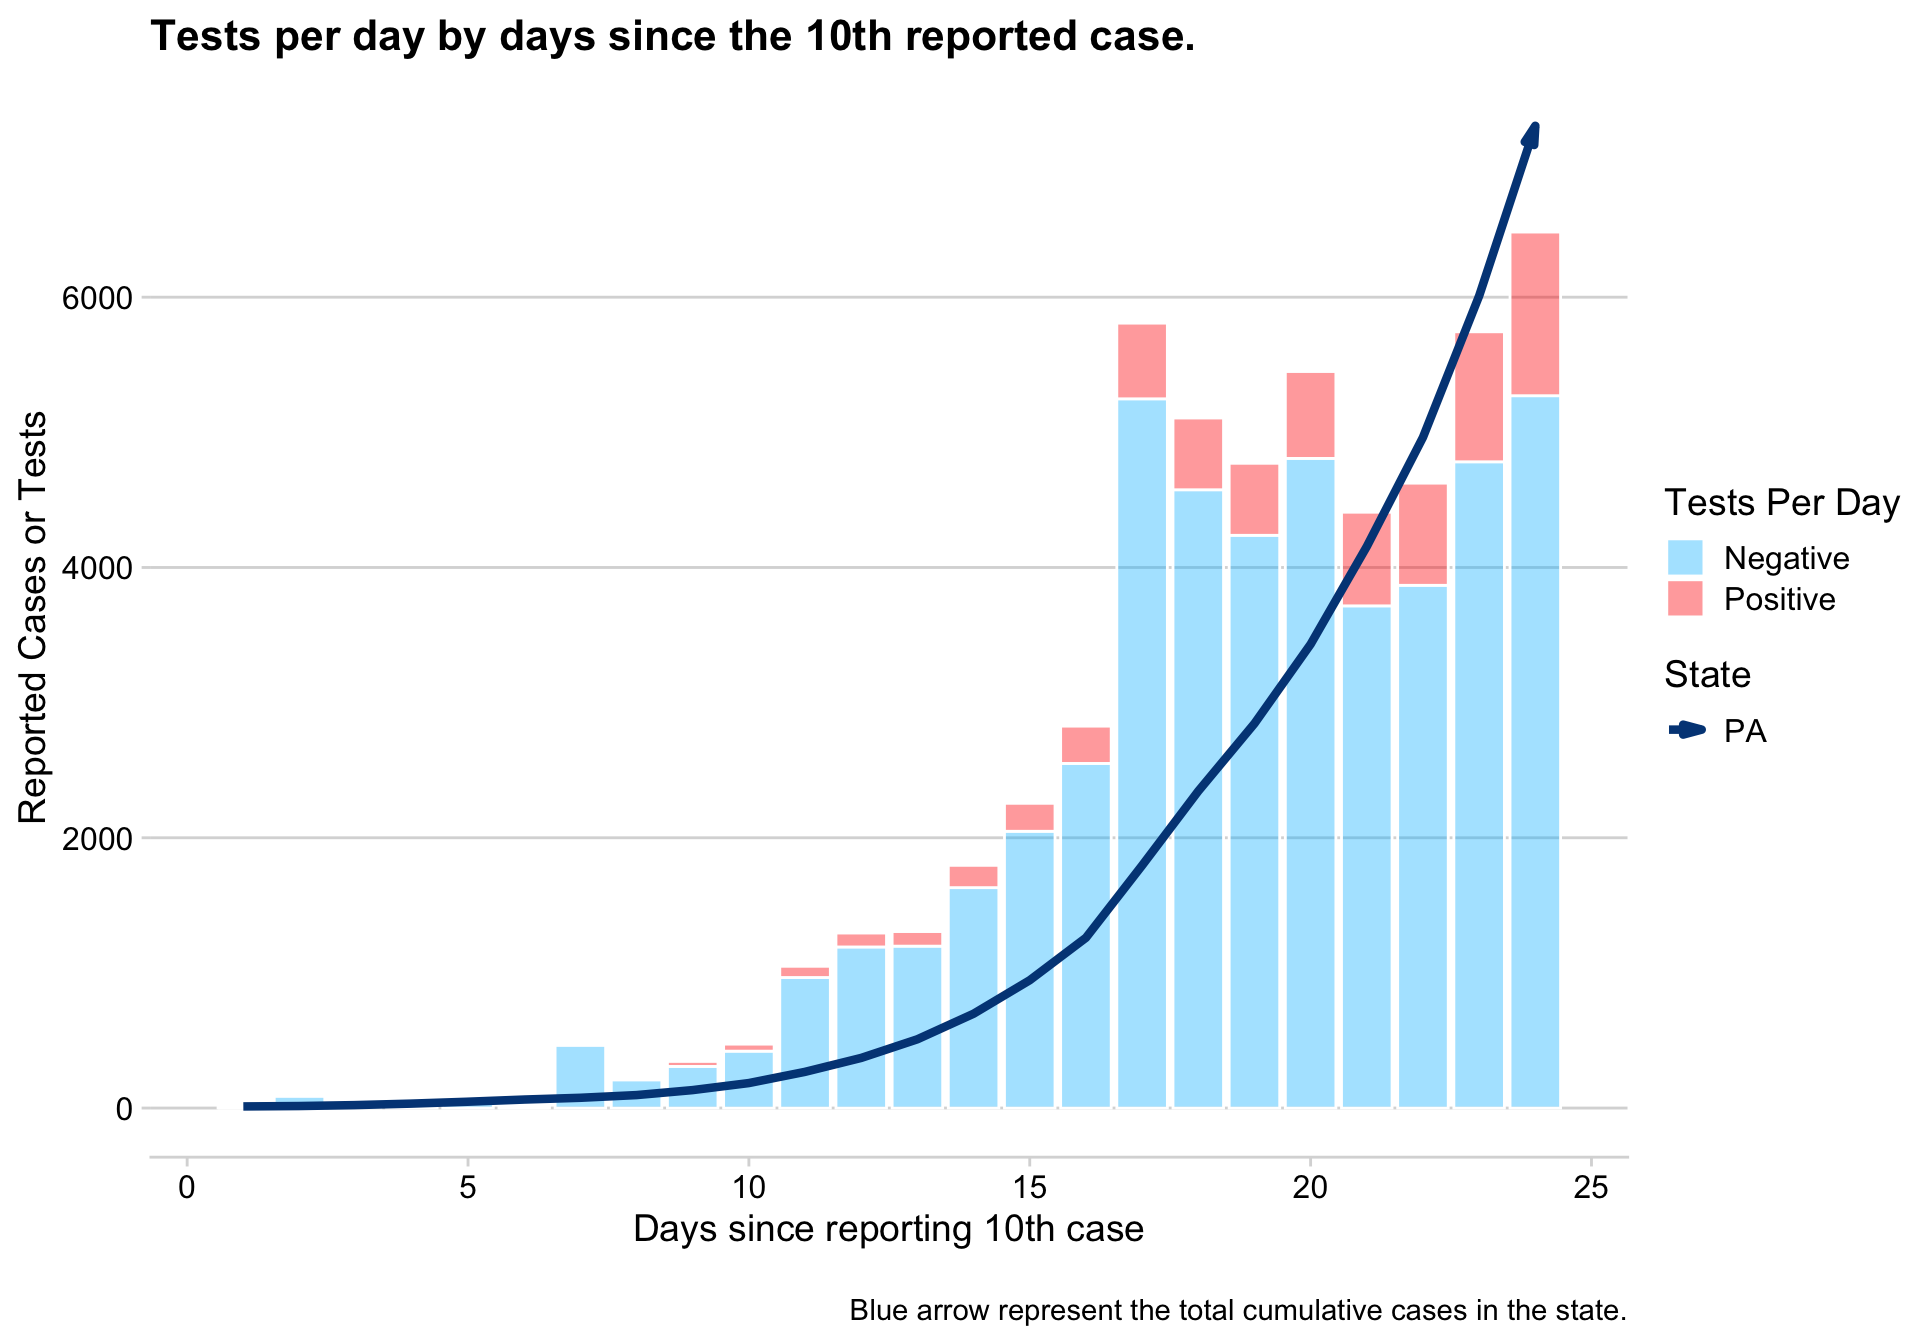 Tests per day by days since the 10th reported case.
Reported Cases or Tests
6000
4000
2000
0
0 5 10 15 20 25
Days since reporting 10th case
Tests Per Day
Negative
Positive
State
PA
Blue arrow represent the total cumulative cases in the state.